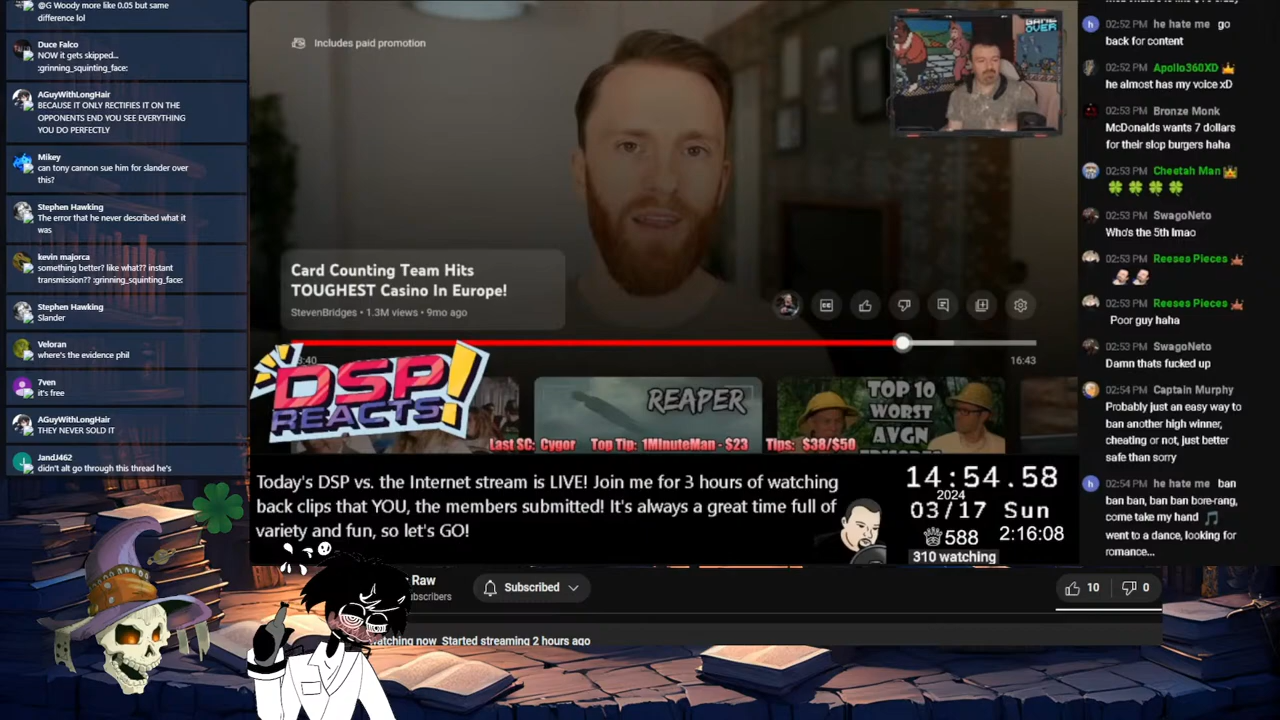 @G Woody more like 0.05 but same
difference lol
Duce Falco
NOW it gets skipped...
:grinning_squinting_face:
AGuyWithLongHair
BECAUSE IT ONLY RECTIFIES IT ON THE
OPPONENTS END YOU SEE EVERYTHING
YOU DO PERFECTLY
Mikey
can tony cannon sue him for slander over
this?
Stephen Hawking
The error that he never described what it
was
kevin majorca
something better? like what?? instant
transmission?? :grinning_squinting_face:
Stephen Hawking
Slander
Veloran
where's the evidence phil
7ven
it's free
AGuyWithLongHair
THEY NEVER SOLD IT
JandJ462
didn't alt go through this thread he's
Includes paid promotion
GAME
OVER
Card Counting Team Hits
TOUGHEST Casino In Europe!
StevenBridges • 1.3M views • 9mo ago
3:40
16:43
DSP
REACTS!
REAPER
TOP 10
WORST
AVGN
Last SC: Cygor Top Tip: 1MInuteMan - $23 Tips: $38/$50
Today's DSP vs. the Internet stream is LIVE! Join me for 3 hours of watching
back clips that YOU, the members submitted! It's always a great time full of
variety and fun, so let's GO!
14:54.58
2024
03/17 Sun
588 2:16:08
310 watching
Raw
Subscribed
10 0
watching now Started streaming 2 hours ago
02:52 PM he hate me go
back for content
02:52 PM Apollo360XD
he almost has my voice xD
02:53 PM Bronze Monk
McDonalds wants 7 dollars
for their slop burgers haha
02:53 PM Cheetah Man
02:53 PM SwagoNeto
Who's the 5th lmao
02:53 PM Reeses Pieces
02:53 PM Reeses Pieces
Poor guy haha
02:53 PM SwagoNeto
Damn thats fucked up
02:54 PM Captain Murphy
Probably just an easy way to
ban another high winner,
cheating or not, just better
safe than sorry
02:54 PM he hate me ban
ban ban, ban ban bore-rang,
come take my hand
went to a dance, looking for
romance...